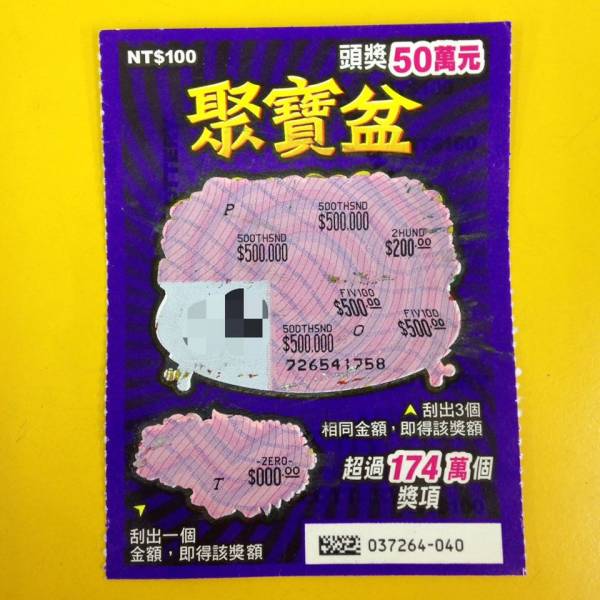 NT$100
頭獎50萬元
聚寶盆
P
500THSND
$500.000
500THSND
$500.000
2HUND
$200.00
FIV100
$500.00
FIV100
$500.00
500THSND
$500.000
O
726541758
刮出3個
相同金額，即得該獎額
-ZERO-
$000.00
T
超過174萬個
獎項
刮出一個
金額，即得該獎額
037264-040